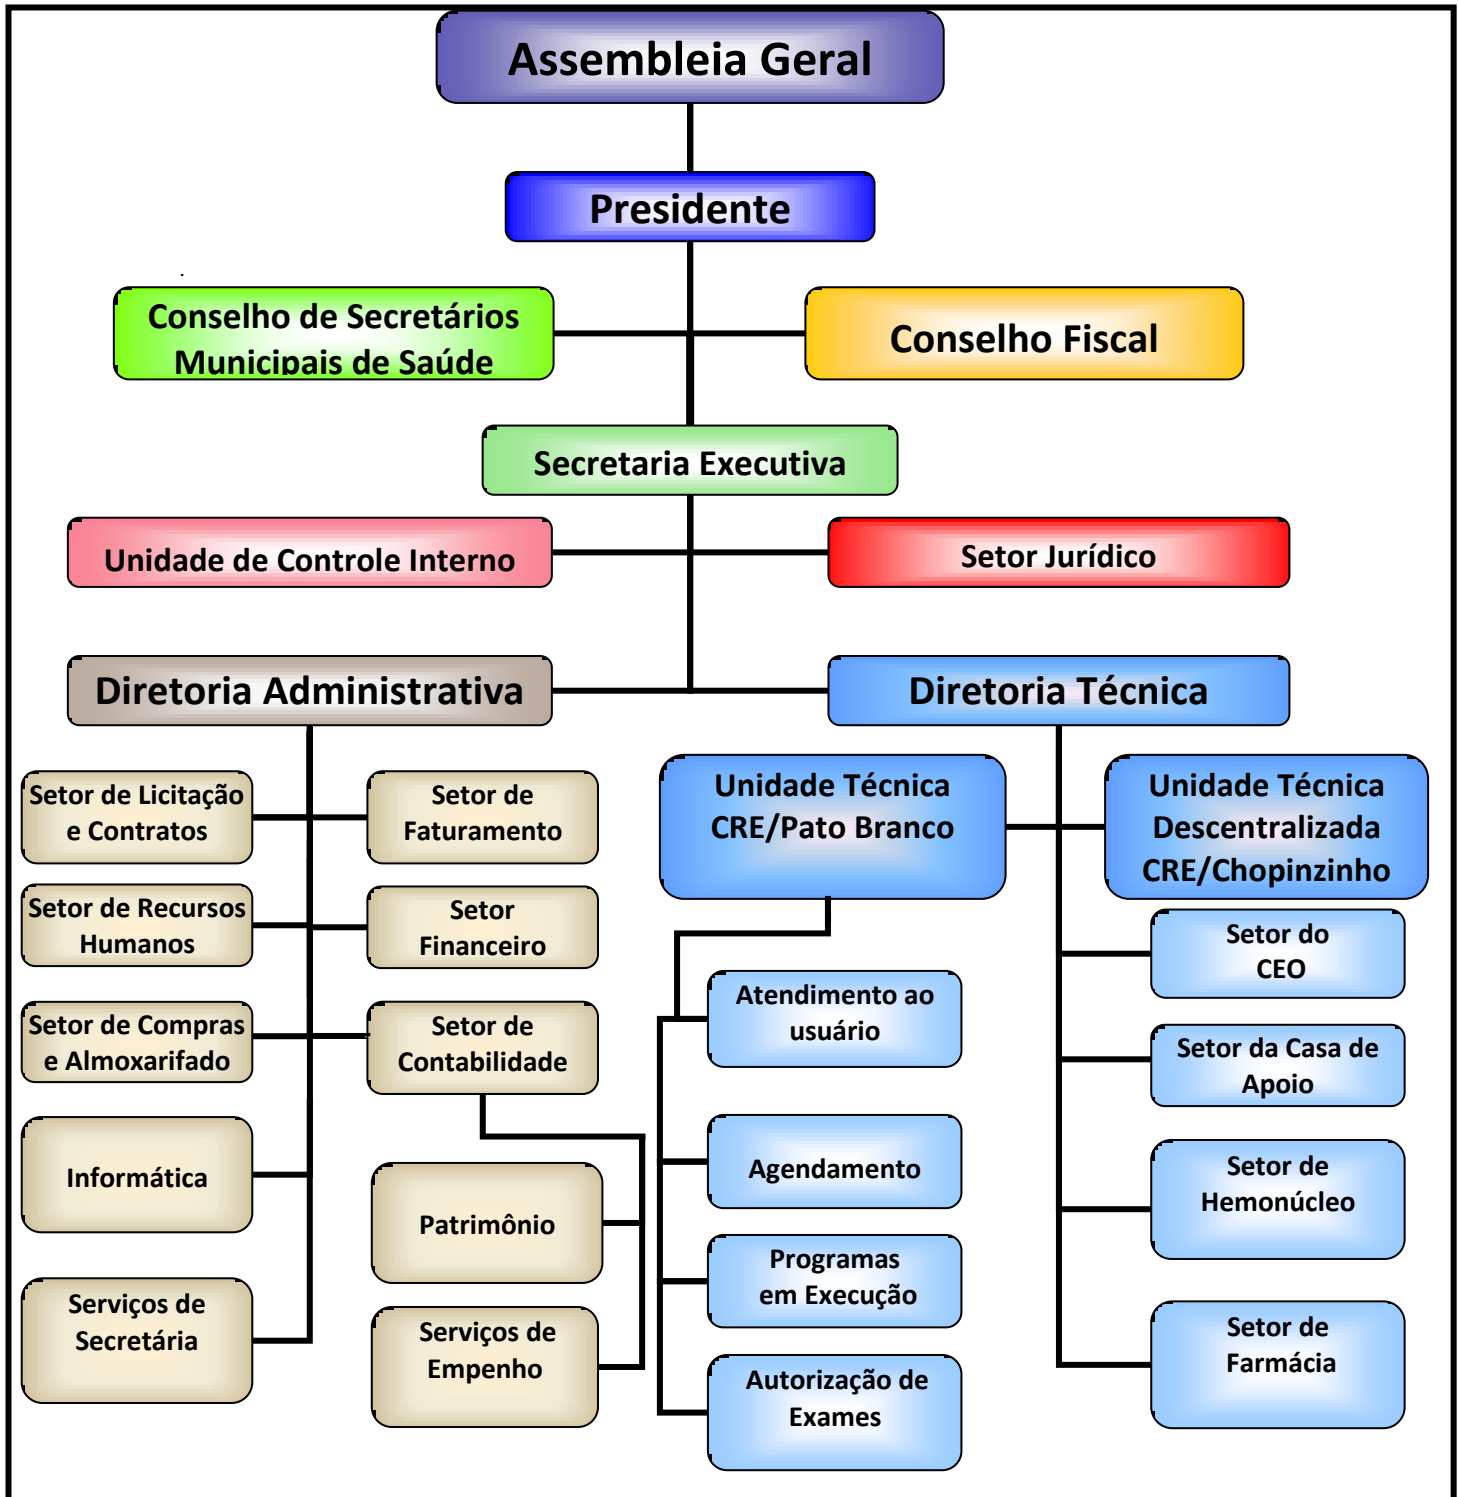 Assembleia Geral
Presidente
Conselho de Secretários
Municipais de Saúde
Conselho Fiscal
Secretaria Executiva
Unidade de Controle Interno
Setor Jurídico
Diretoria Administrativa
Diretoria Técnica
Setor de Licitação
e Contratos
Setor de
Faturamento
Unidade Técnica
CRE/Pato Branco
Unidade Técnica
Descentralizada
CRE/Chopinzinho
Setor de Recursos
Humanos
Setor
Financeiro
Setor do
CEO
Setor de Compras
e Almoxarifado
Setor de
Contabilidade
Atendimento ao
usuário
Setor da Casa de
Apoio
Informática
Patrimônio
Agendamento
Setor de
Hemonúcleo
Serviços de
Secretária
Serviços de
Empenho
Programas
em Execução
Autorização de
Exames
Setor de
Farmácia